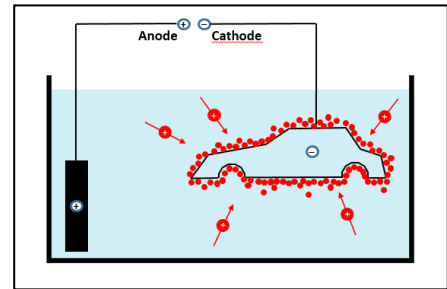 Anode + − Cathode
+ + +
+
−
+
+ +